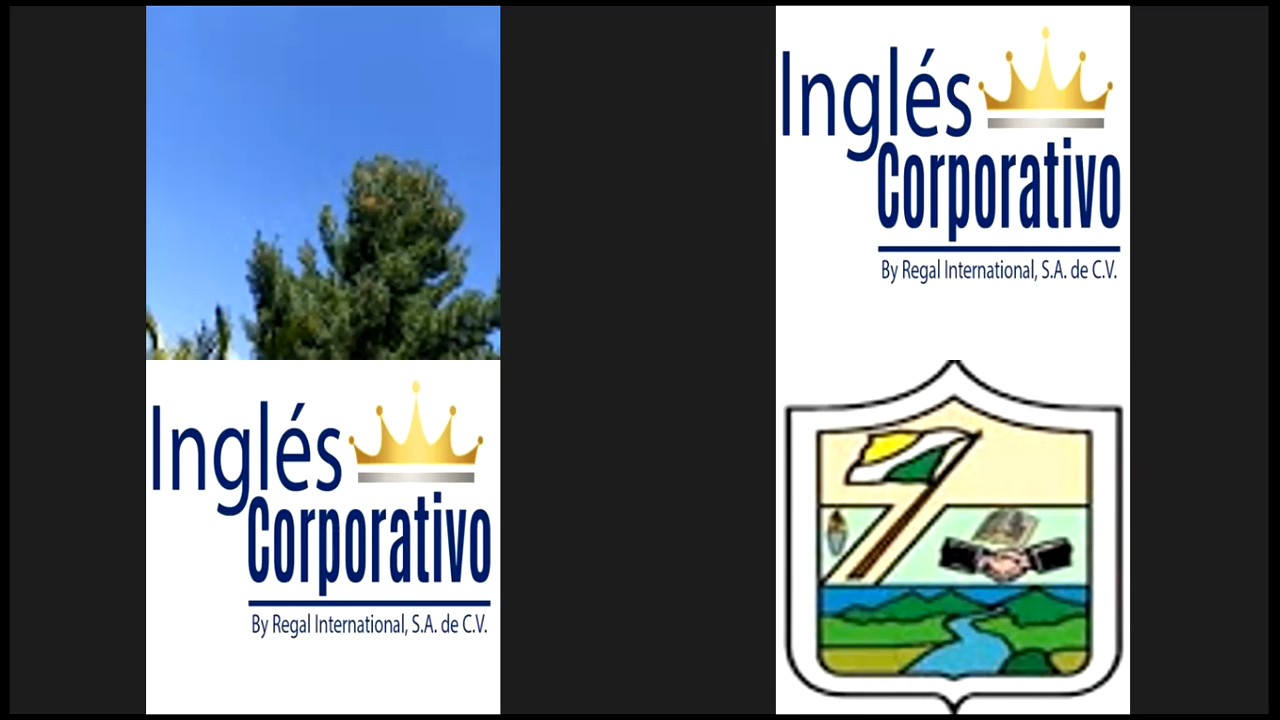 Inglés
Corporativo
By Regal International, S.A. de C.V.
Inglés
Corporativo
By Regal International, S.A. de C.V.